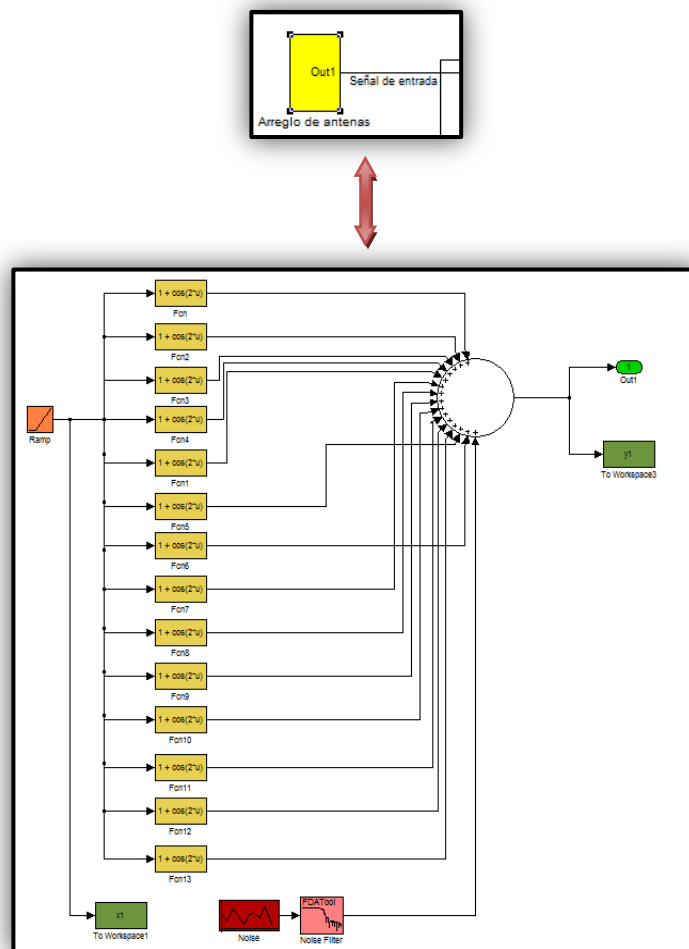 Out1
Señal de entrada
Arreglo de antenas
1 + cos(2*u)
Fcn
1 + cos(2*u)
Fcn2
1 + cos(2*u)
Fcn3
1 + cos(2*u)
Fcn4
Ramp
1 + cos(2*u)
Fcn1
1 + cos(2*u)
Fcn5
1 + cos(2*u)
Fcn6
1 + cos(2*u)
Fcn7
1 + cos(2*u)
Fcn8
1 + cos(2*u)
Fcn9
1 + cos(2*u)
Fcn10
1 + cos(2*u)
Fcn11
1 + cos(2*u)
Fcn12
1 + cos(2*u)
Fcn13
1
Out1
y1
To Workspace3
x1
To Workspace1
Noise
FDATool
Noise Filter